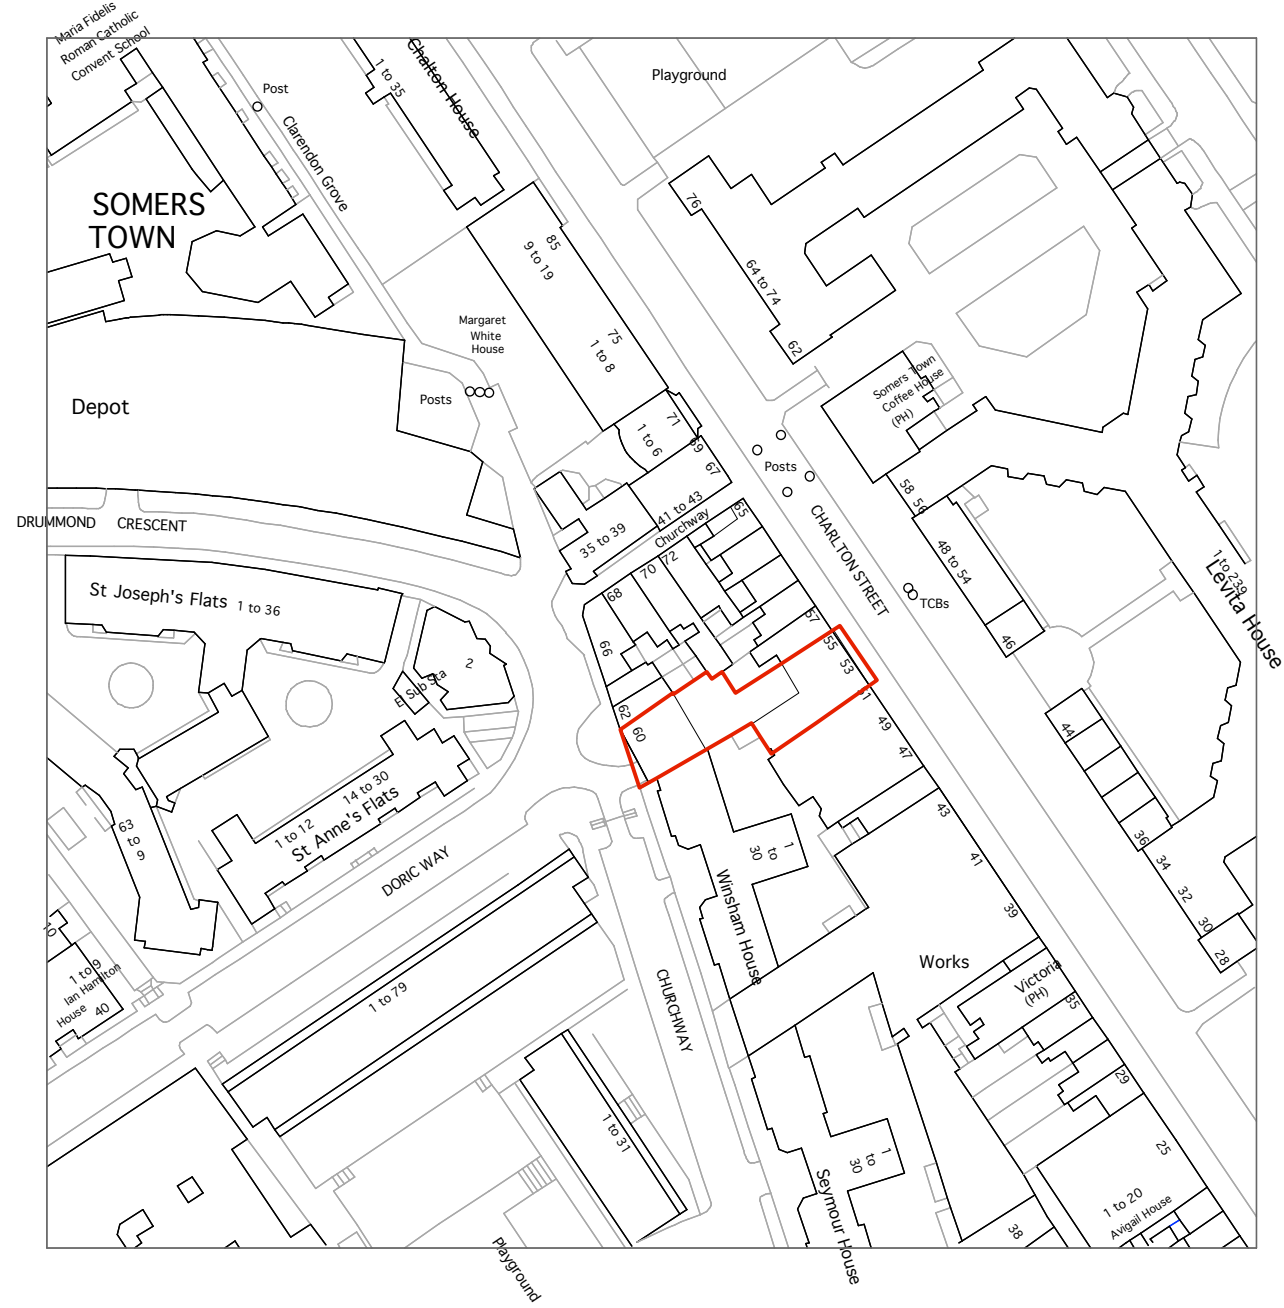 Maria Fidelis
Roman Catholic
Convent School
Post
Clarendon Grove
1 to 35
Chalton House
Playground
SOMERS
TOWN
76
64 to 74
62
85
9 to 19
75
1 to 8
Margaret
White
House
Posts
Depot
Somers Town
Coffee House
(PH)
71
1 to 6
69
67
Posts
58
56
DRUMMOND
CRESCENT
41 to 43
Churchway
65
35 to 39
CHARLTON STREET
48 to 54
46
TCBs
1 to 239
Levita House
St Joseph's Flats
1 to 36
68
70
72
66
57
55
53
51
2
El Sub Sta
62
60
49
47
44
43
41
39
36
34
32
30
28
14 to 30
1 to 12
St Anne's Flats
63
to
9
DORIC WAY
1
to
30
Winsham House
10
1 to 9
Ian Hamilton
House
40
1 to 79
CHURCHWAY
Works
Victoria
(PH)
35
29
25
1 to 31
1
to
30
Seymour House
38
1 to 20
Avigail House
Playground